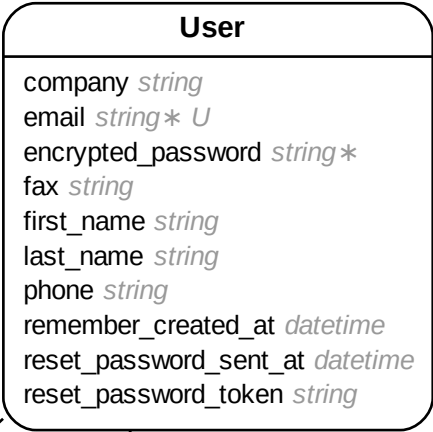 User
company string
email string∗ U
encrypted_password string∗
fax string
first_name string
last_name string
phone string
remember_created_at datetime
reset_password_sent_at datetime
reset_password_token string